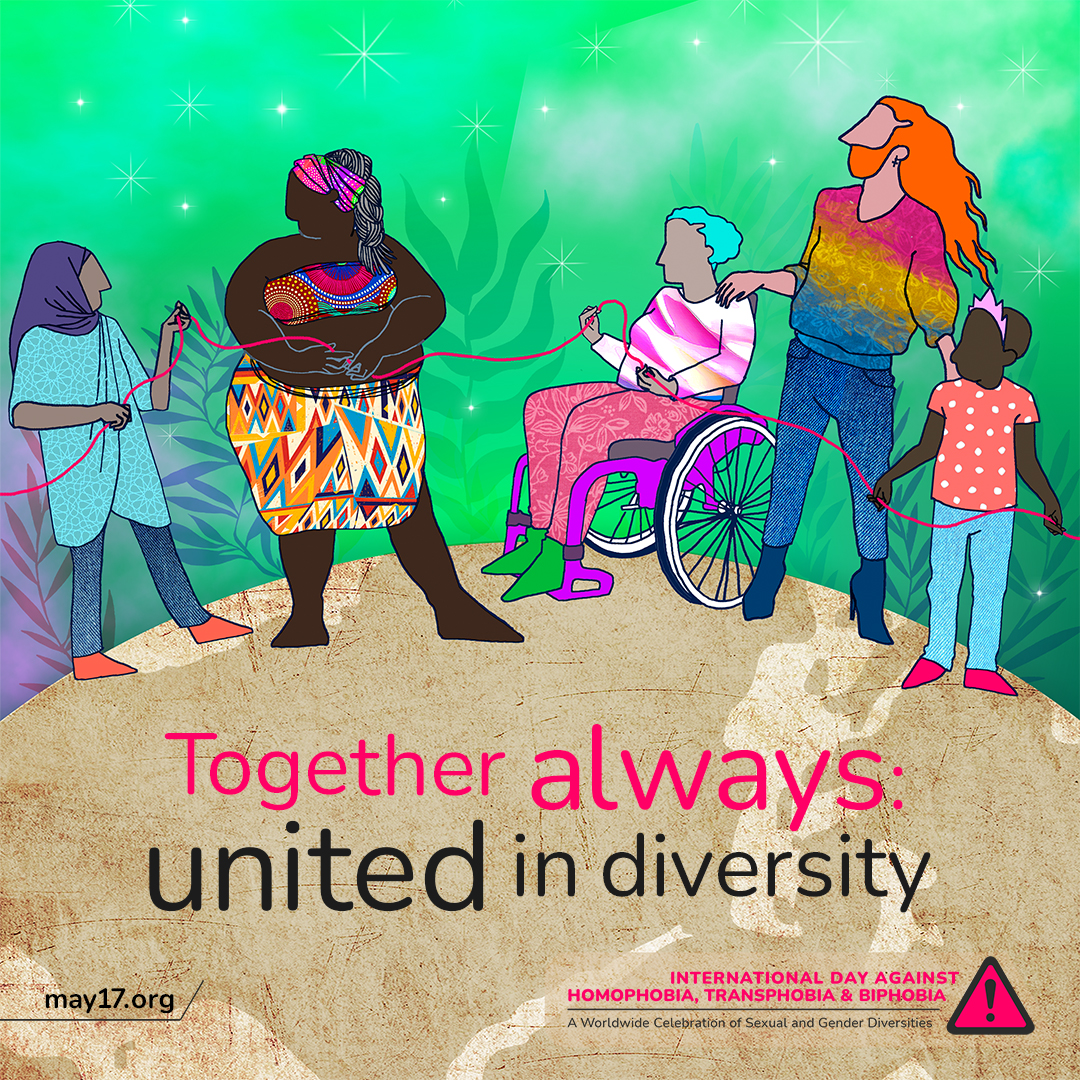 Together always:
united in diversity
may17.org
INTERNATIONAL DAY AGAINST
HOMOPHOBIA, TRANSPHOBIA & BIPHOBIA
A Worldwide Celebration of Sexual and Gender Diversities
!